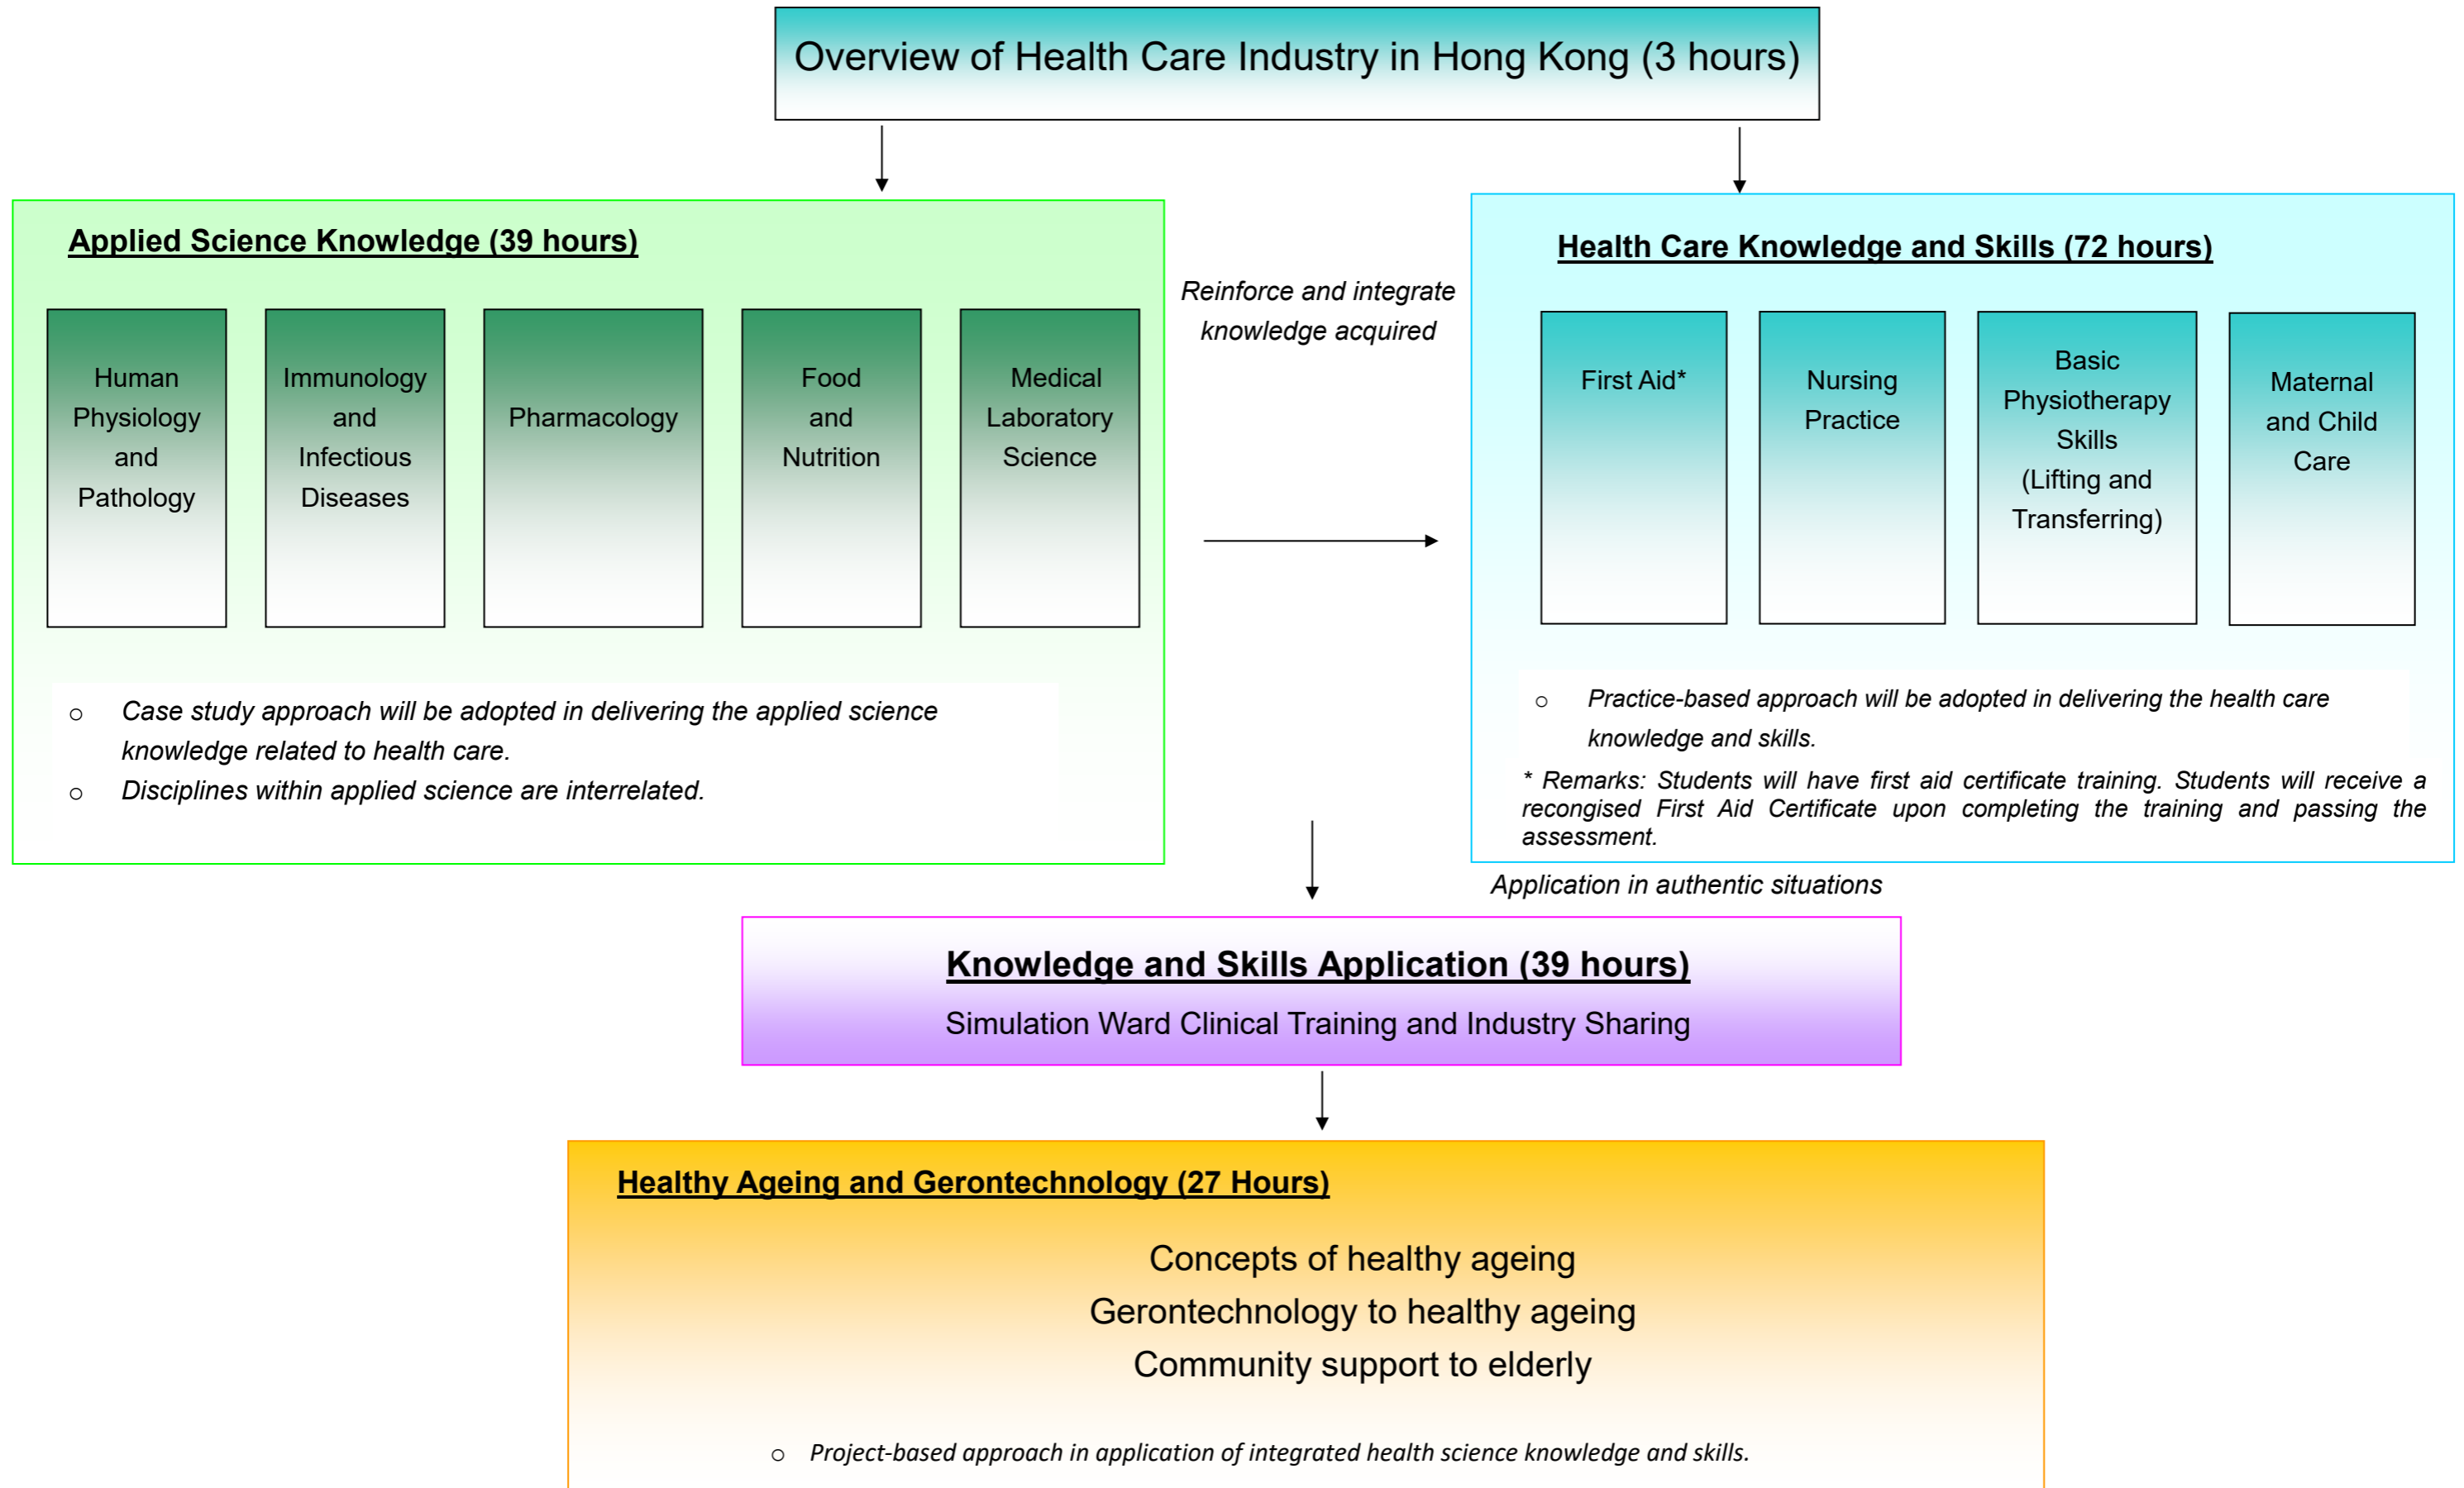 Overview of Health Care Industry in Hong Kong (3 hours)
Applied Science Knowledge (39 hours)
Human
Physiology
and
Pathology
Immunology
and
Infectious
Diseases
Pharmacology
Food
and
Nutrition
Medical
Laboratory
Science
o Case study approach will be adopted in delivering the applied science
knowledge related to health care.
o Disciplines within applied science are interrelated.
Reinforce and integrate
knowledge acquired
Health Care Knowledge and Skills (72 hours)
First Aid*
Nursing
Practice
Basic
Physiotherapy
Skills
(Lifting and
Transferring)
Maternal
and Child
Care
o Practice-based approach will be adopted in delivering the health care
knowledge and skills.
* Remarks: Students will have first aid certificate training. Students will receive a
recongised First Aid Certificate upon completing the training and passing the
assessment.
Application in authentic situations
Knowledge and Skills Application (39 hours)
Simulation Ward Clinical Training and Industry Sharing
Healthy Ageing and Gerontechnology (27 Hours)
Concepts of healthy ageing
Gerontechnology to healthy ageing
Community support to elderly
o Project-based approach in application of integrated health science knowledge and skills.